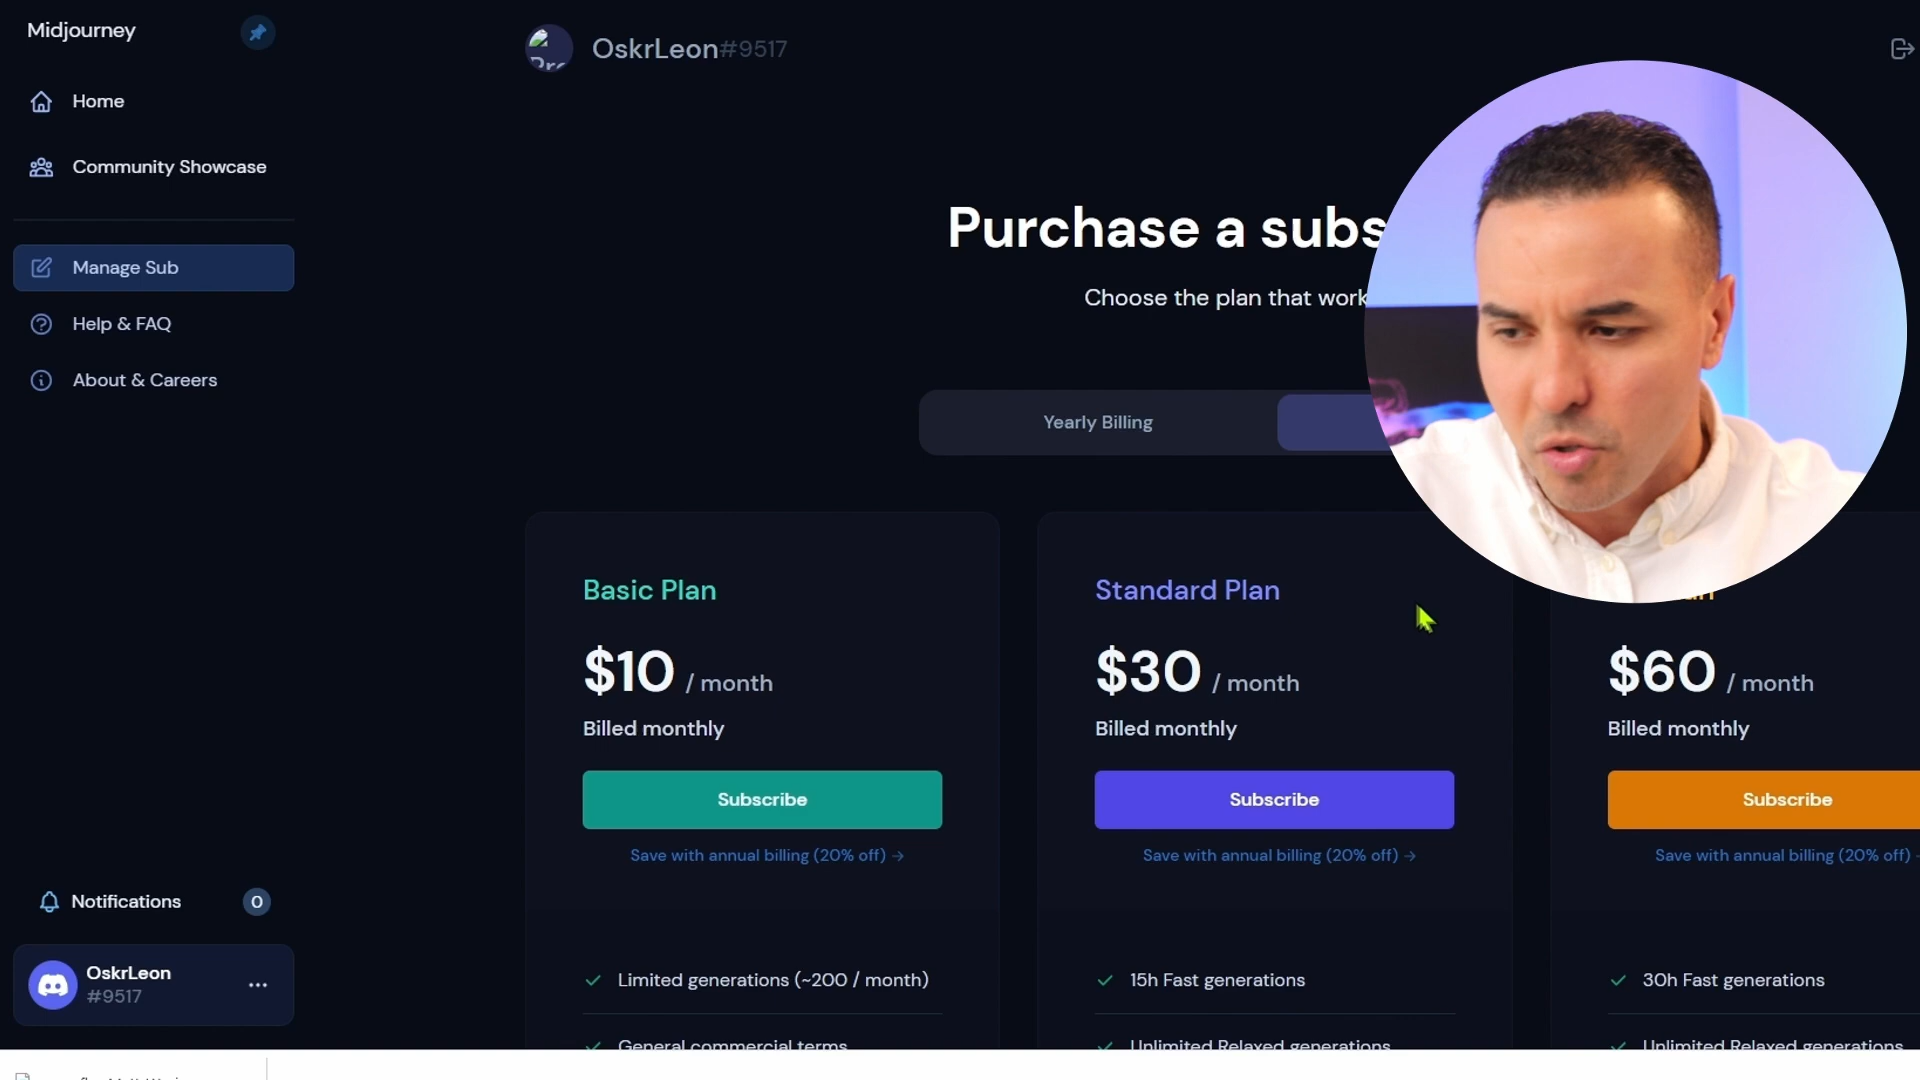 Midjourney
OskrLeon#9517
Home
Community Showcase
Manage Sub
Help & FAQ
About & Careers
Purchase a subs
Choose the plan that work
Yearly Billing
Basic Plan
$10 / month
Billed monthly
Subscribe
Save with annual billing (20% off) →
Limited generations (~200 / month)
General commercial terms
Standard Plan
$30 / month
Billed monthly
Subscribe
Save with annual billing (20% off) →
15h Fast generations
Unlimited Relaxed generations
$60 / month
Billed monthly
Subscribe
Save with annual billing (20% off)
30h Fast generations
Unlimited Relaxed generations
Notifications 0
OskrLeon
#9517